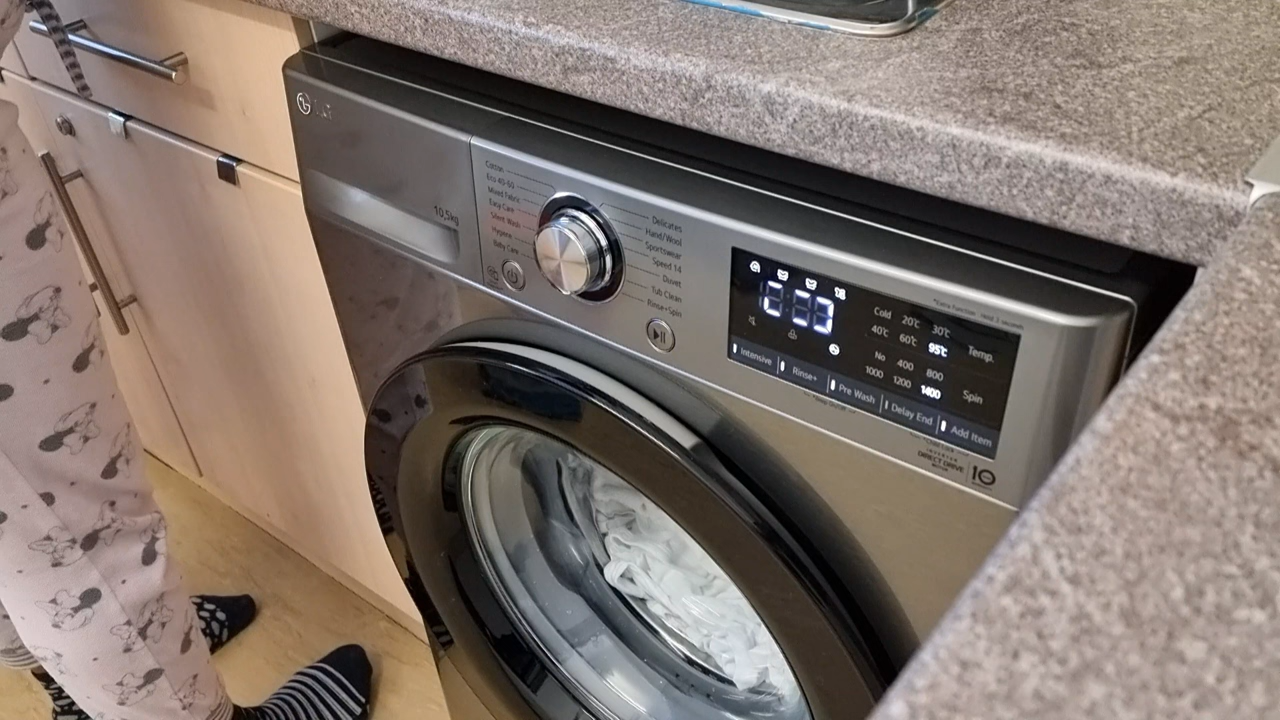 LG
10,5kg
Cotton
Eco 40-60
Mixed Fabric
Easy Care
Silent Wash
Hygiene
Baby Care
Delicates
Hand/Wool
Sportswear
Speed 14
Duvet
Tub Clean
Rinse+Spin
Cold 20℃ 30℃
40℃ 60℃ 95℃
Temp.
No 400 800
1000 1200 1400
Spin
Intensive
Rinse+
Pre Wash
Delay End
Add Item
INVERTER
DIRECT DRIVE
10